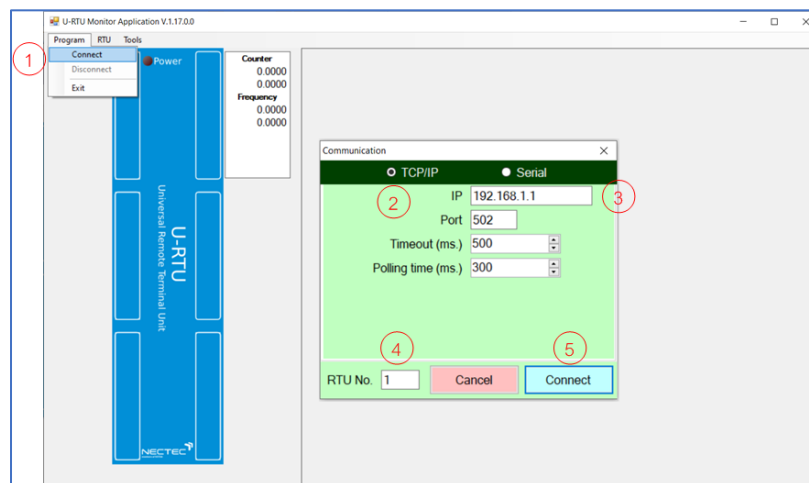 U-RTU Monitor Application V.1.17.0.0
Program RTU Tools
1
Connect
Disconnect
Exit
Power
Counter
0.0000
0.0000
Frequency
0.0000
0.0000
U-RTU
Universal Remote Terminal Unit
NECTEC
Communication
TCP/IP Serial
2
IP 192.168.1.1
3
Port 502
Timeout (ms.) 500
Polling time (ms.) 300
4
5
RTU No. 1 Cancel Connect